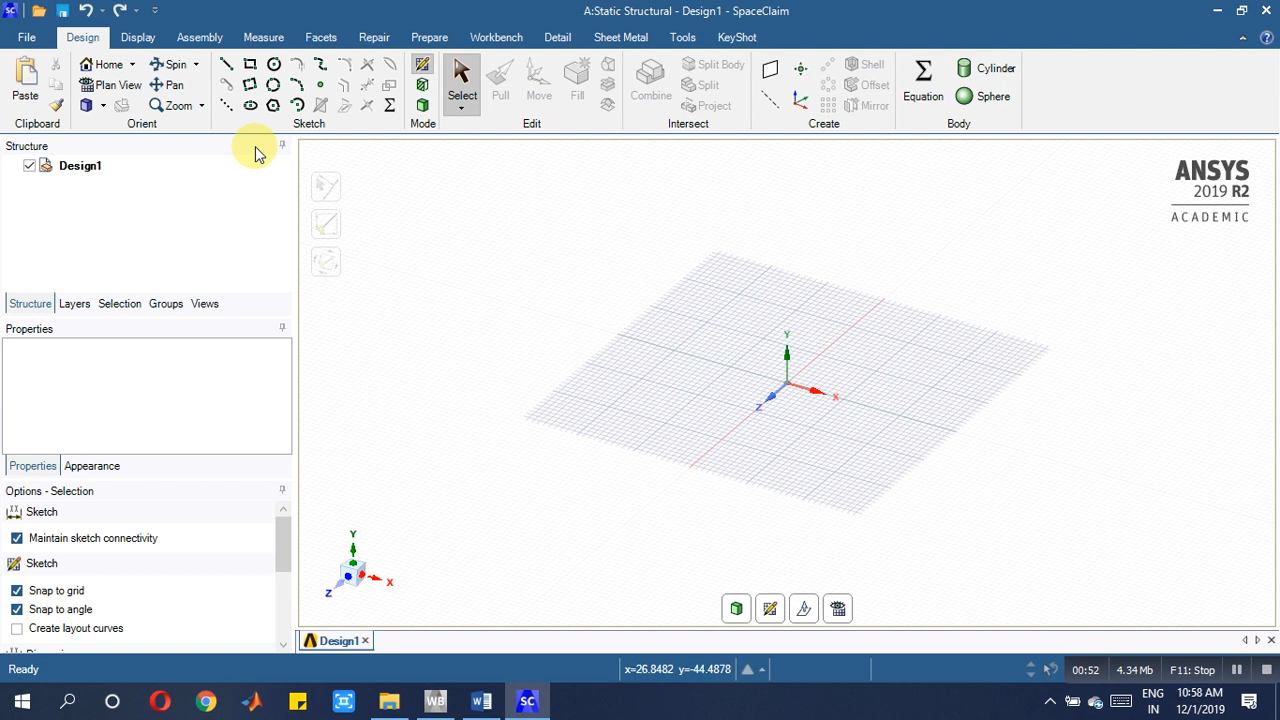 A:Static Structural - Design1 - SpaceClaim
File Design Display Assembly Measure Facets Repair Prepare Workbench Detail Sheet Metal Tools KeyShot
Paste
Home
Plan View
Spin
Pan
Zoom
Select
Pull
Move
Fill
Combine
Split Body
Split
Project
Shell
Offset
Mirror
Equation
Cylinder
Sphere
Clipboard Orient Sketch Mode Edit Intersect Create Body
Structure
Design1
Structure Layers Selection Groups Views
Properties
Properties Appearance
Options - Selection
Sketch
Maintain sketch connectivity
Sketch
Snap to grid
Snap to angle
Create layout curves
ANSYS
2019 R2
ACADEMIC
Y
X
Z
Y
X
Z
Design1
Ready
x=26.8482 y=-44.4878
00:52 4.34 Mb F11: Stop
WB
SC
ENG
IN
10:58 AM
12/1/2019